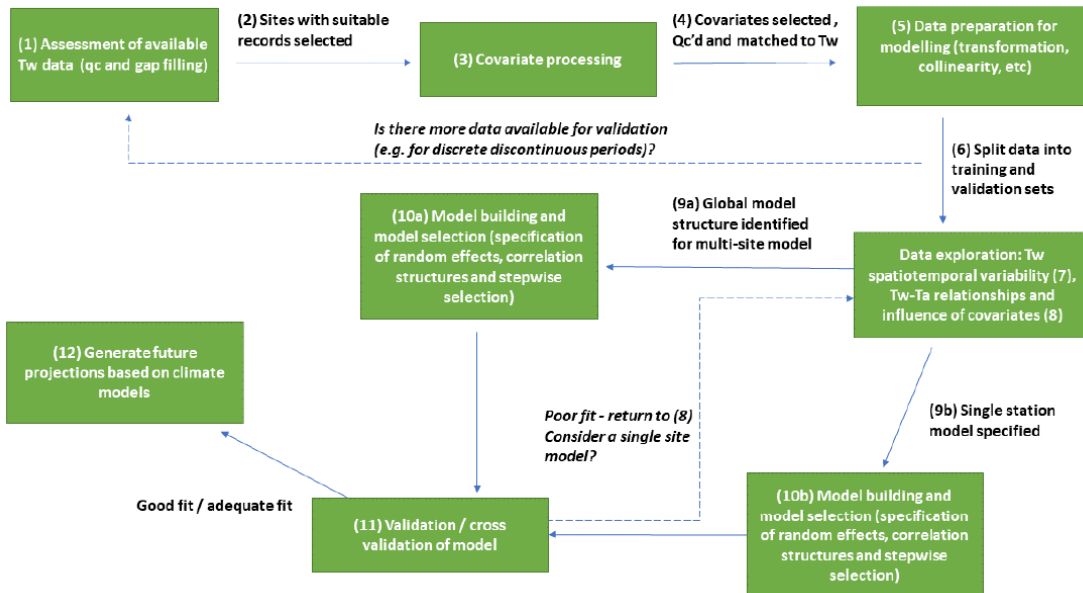 (1) Assessment of available
Tw data  (qc and gap filling)
(2) Sites with suitable
records selected
(3) Covariate processing
(4) Covariates selected ,
Qc'd and matched to Tw
(5) Data preparation for
modelling (transformation,
collinearity, etc)
Is there more data available for validation
(e.g. for discrete discontinuous periods)?
(6) Split data into
training and
validation sets
(9a) Global model
structure identified
for multi-site model
(10a) Model building and
model selection (specification
of random effects, correlation
structures and stepwise
selection)
Data exploration: Tw
spatiotemporal variability (7),
Tw-Ta relationships and
influence of covariates (8)
(12) Generate future
projections based on climate
models
Poor fit - return to (8)
Consider a single site
model?
(9b) Single station
model specified
Good fit / adequate fit
(11) Validation / cross
validation of model
(10b) Model building and
model selection (specification
of random effects, correlation
structures and stepwise
selection)